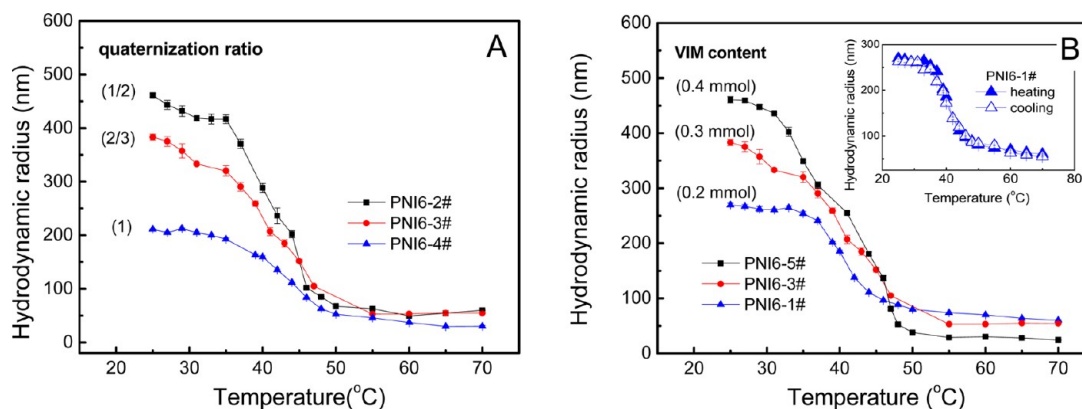 A
quaternization ratio
(1/2)
(2/3)
(1)
PNI6-2#
PNI6-3#
PNI6-4#
Hydrodynamic radius (nm)
600
500
400
300
200
100
0
20 30 40 50 60 70
Temperature(°C)
B
VIM content
(0.4 mmol)
(0.3 mmol)
(0.2 mmol)
PNI6-5#
PNI6-3#
PNI6-1#
Hydrodynamic radius (nm)
600
500
400
300
200
100
0
20 30 40 50 60 70
Temperature (°C)
PNI6-1#
heating
cooling
Hydrodynamic radius (nm)
300
200
100
20 30 40 50 60 70 80
Temperature (°C)